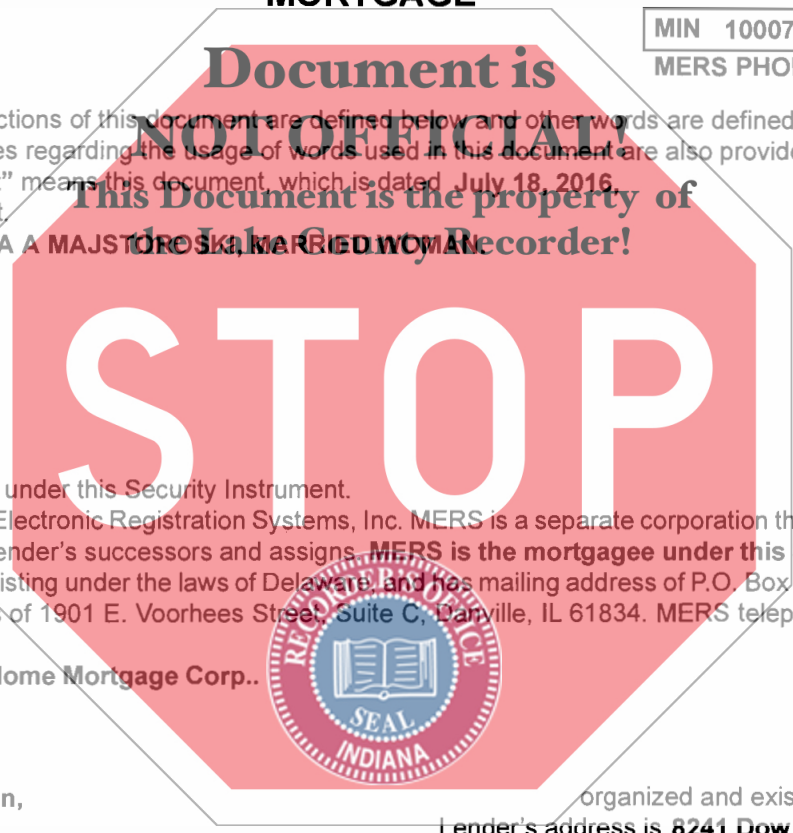 MORTGAGE
MIN 10007
MERS PHO
Document is
NOT OFFICIAL!
This Document is the property of
the Lake County Recorder!
ctions of this document are defined below and other words are defined
es regarding the usage of words used in this document are also provide
t” means this document, which is dated July 18, 2016,
t.
A A MAJSTOROSKI, MARRIED WOMAN.
STOP
under this Security Instrument.
Electronic Registration Systems, Inc. MERS is a separate corporation th
ender’s successors and assigns. MERS is the mortgagee under this
isting under the laws of Delaware, and has mailing address of P.O. Box
s of 1901 E. Voorhees Street, Suite C, Danville, IL 61834. MERS telep
Home Mortgage Corp..
RECORDER'S OFFICE
SEAL
INDIANA
n,
organized and exis
Lender’s address is 8241 Dow